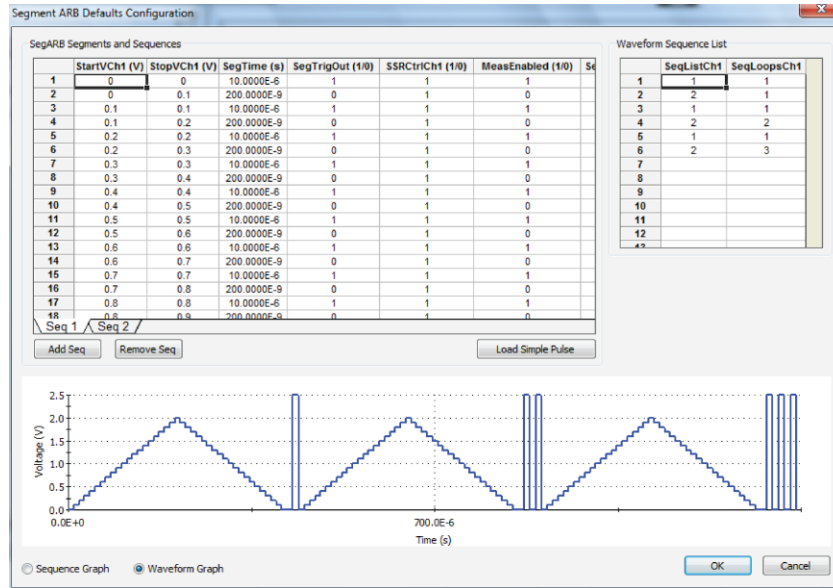 Segment ARB Defaults Configuration
SegARB Segments and Sequences
StartVCh1 (V) StopVCh1 (V) SegTime (s) SegTrigOut (1/0) SSRCtrlCh1 (1/0) MeasEnabled (1/0) Se
1 0 0 10.0000E-6 1 1 1
2 0 0.1 200.0000E-9 0 1 0
3 0.1 0.1 10.0000E-6 1 1 1
4 0.1 0.2 200.0000E-9 0 1 0
5 0.2 0.2 10.0000E-6 1 1 1
6 0.2 0.3 200.0000E-9 0 1 0
7 0.3 0.3 10.0000E-6 1 1 1
8 0.3 0.4 200.0000E-9 0 1 0
9 0.4 0.4 10.0000E-6 1 1 1
10 0.4 0.5 200.0000E-9 0 1 0
11 0.5 0.5 10.0000E-6 1 1 1
12 0.5 0.6 200.0000E-9 0 1 0
13 0.6 0.6 10.0000E-6 1 1 1
14 0.6 0.7 200.0000E-9 0 1 0
15 0.7 0.7 10.0000E-6 1 1 1
16 0.7 0.8 200.0000E-9 0 1 0
17 0.8 0.8 10.0000E-6 1 1 1
18 0.8 0.9 200.0000E-9 0 1 0
Seq 1 Seq 2
Add Seq Remove Seq Load Simple Pulse
Waveform Sequence List
SeqListCh1 SeqLoopsCh1
1 1 1
2 2 1
3 1 1
4 2 2
5 1 1
6 2 3
7
8
9
10
11
12
13
2.5
2.0
1.5
1.0
0.5
0.0
Voltage (V)
0.0E+0 700.0E-6
Time (s)
Sequence Graph Waveform Graph OK Cancel